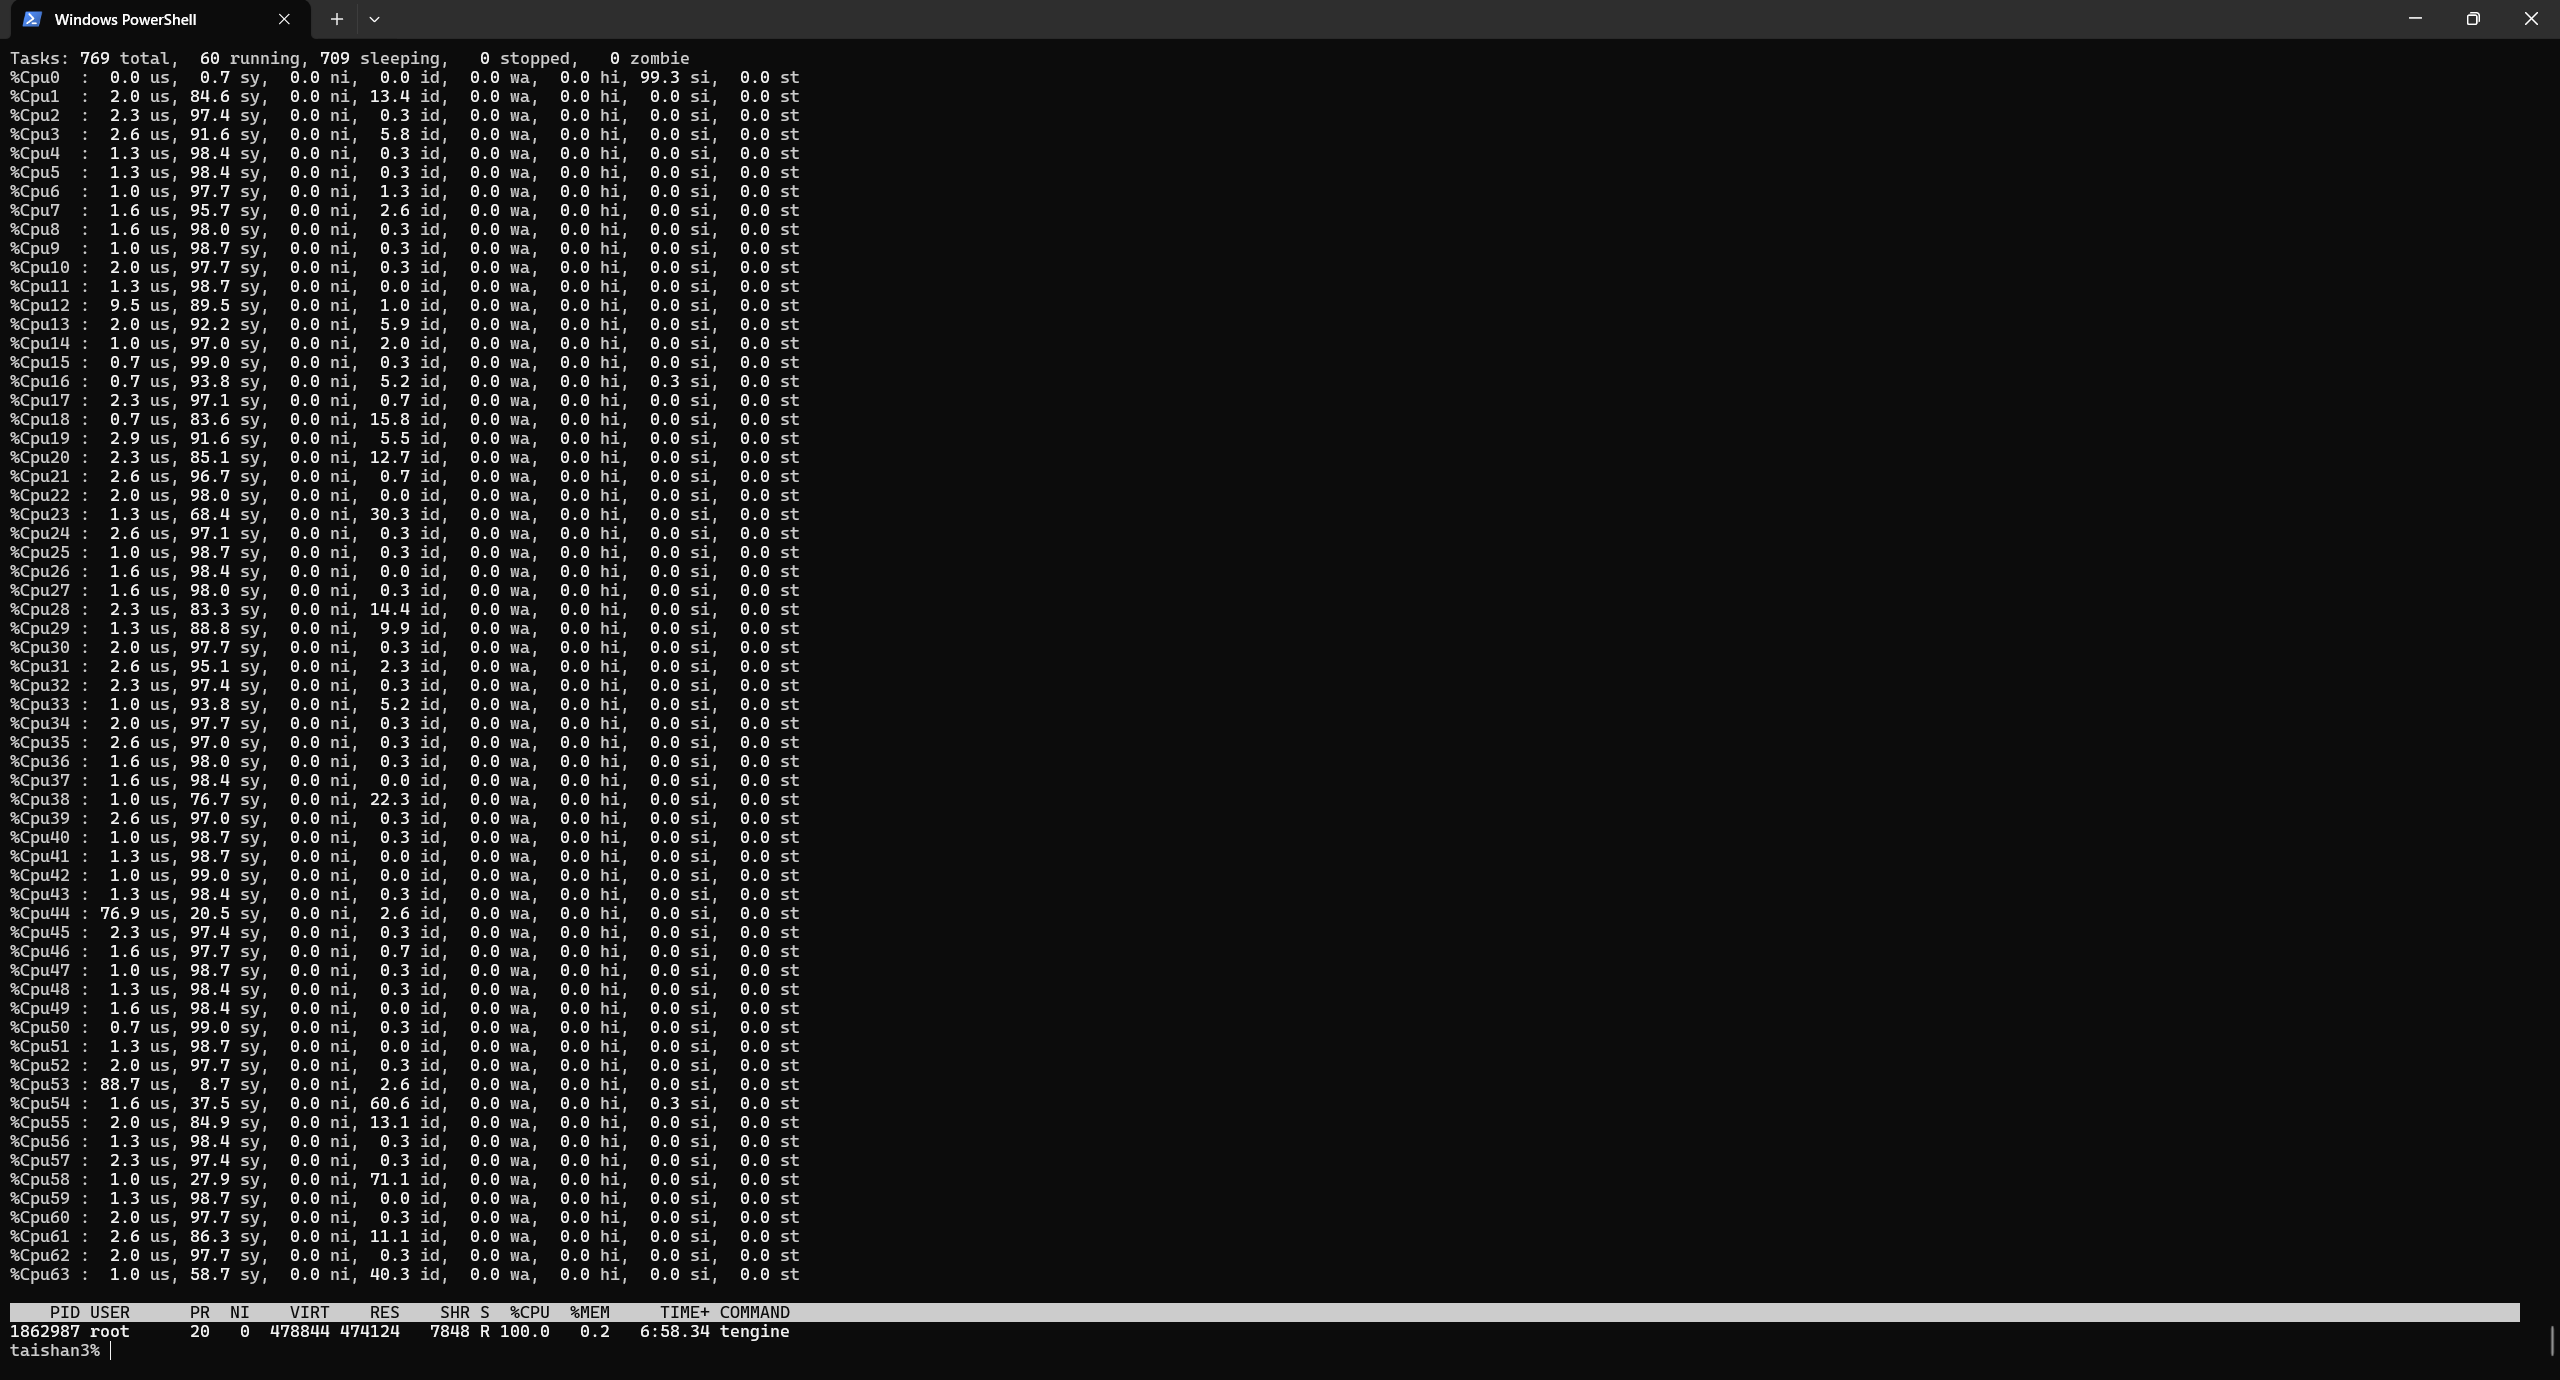 Windows PowerShell
Tasks: 769 total,  60 running, 709 sleeping,   0 stopped,   0 zombie
%Cpu0  :  0.0 us,  0.7 sy,  0.0 ni,  0.0 id,  0.0 wa,  0.0 hi, 99.3 si,  0.0 st
%Cpu1  :  2.0 us, 84.6 sy,  0.0 ni, 13.4 id,  0.0 wa,  0.0 hi,  0.0 si,  0.0 st
%Cpu2  :  2.3 us, 97.4 sy,  0.0 ni,  0.3 id,  0.0 wa,  0.0 hi,  0.0 si,  0.0 st
%Cpu3  :  2.6 us, 91.6 sy,  0.0 ni,  5.8 id,  0.0 wa,  0.0 hi,  0.0 si,  0.0 st
%Cpu4  :  1.3 us, 98.4 sy,  0.0 ni,  0.3 id,  0.0 wa,  0.0 hi,  0.0 si,  0.0 st
%Cpu5  :  1.3 us, 98.4 sy,  0.0 ni,  0.3 id,  0.0 wa,  0.0 hi,  0.0 si,  0.0 st
%Cpu6  :  1.0 us, 97.7 sy,  0.0 ni,  1.3 id,  0.0 wa,  0.0 hi,  0.0 si,  0.0 st
%Cpu7  :  1.6 us, 95.7 sy,  0.0 ni,  2.6 id,  0.0 wa,  0.0 hi,  0.0 si,  0.0 st
%Cpu8  :  1.6 us, 98.0 sy,  0.0 ni,  0.3 id,  0.0 wa,  0.0 hi,  0.0 si,  0.0 st
%Cpu9  :  1.0 us, 98.7 sy,  0.0 ni,  0.3 id,  0.0 wa,  0.0 hi,  0.0 si,  0.0 st
%Cpu10 :  2.0 us, 97.7 sy,  0.0 ni,  0.3 id,  0.0 wa,  0.0 hi,  0.0 si,  0.0 st
%Cpu11 :  1.3 us, 98.7 sy,  0.0 ni,  0.0 id,  0.0 wa,  0.0 hi,  0.0 si,  0.0 st
%Cpu12 :  9.5 us, 89.5 sy,  0.0 ni,  1.0 id,  0.0 wa,  0.0 hi,  0.0 si,  0.0 st
%Cpu13 :  2.0 us, 92.2 sy,  0.0 ni,  5.9 id,  0.0 wa,  0.0 hi,  0.0 si,  0.0 st
%Cpu14 :  1.0 us, 97.0 sy,  0.0 ni,  2.0 id,  0.0 wa,  0.0 hi,  0.0 si,  0.0 st
%Cpu15 :  0.7 us, 99.0 sy,  0.0 ni,  0.3 id,  0.0 wa,  0.0 hi,  0.0 si,  0.0 st
%Cpu16 :  0.7 us, 93.8 sy,  0.0 ni,  5.2 id,  0.0 wa,  0.0 hi,  0.3 si,  0.0 st
%Cpu17 :  2.3 us, 97.1 sy,  0.0 ni,  0.7 id,  0.0 wa,  0.0 hi,  0.0 si,  0.0 st
%Cpu18 :  0.7 us, 83.6 sy,  0.0 ni, 15.8 id,  0.0 wa,  0.0 hi,  0.0 si,  0.0 st
%Cpu19 :  2.9 us, 91.6 sy,  0.0 ni,  5.5 id,  0.0 wa,  0.0 hi,  0.0 si,  0.0 st
%Cpu20 :  2.3 us, 85.1 sy,  0.0 ni, 12.7 id,  0.0 wa,  0.0 hi,  0.0 si,  0.0 st
%Cpu21 :  2.6 us, 96.7 sy,  0.0 ni,  0.7 id,  0.0 wa,  0.0 hi,  0.0 si,  0.0 st
%Cpu22 :  2.0 us, 98.0 sy,  0.0 ni,  0.0 id,  0.0 wa,  0.0 hi,  0.0 si,  0.0 st
%Cpu23 :  1.3 us, 68.4 sy,  0.0 ni, 30.3 id,  0.0 wa,  0.0 hi,  0.0 si,  0.0 st
%Cpu24 :  2.6 us, 97.1 sy,  0.0 ni,  0.3 id,  0.0 wa,  0.0 hi,  0.0 si,  0.0 st
%Cpu25 :  1.0 us, 98.7 sy,  0.0 ni,  0.3 id,  0.0 wa,  0.0 hi,  0.0 si,  0.0 st
%Cpu26 :  1.6 us, 98.4 sy,  0.0 ni,  0.0 id,  0.0 wa,  0.0 hi,  0.0 si,  0.0 st
%Cpu27 :  1.6 us, 98.0 sy,  0.0 ni,  0.3 id,  0.0 wa,  0.0 hi,  0.0 si,  0.0 st
%Cpu28 :  2.3 us, 83.3 sy,  0.0 ni, 14.4 id,  0.0 wa,  0.0 hi,  0.0 si,  0.0 st
%Cpu29 :  1.3 us, 88.8 sy,  0.0 ni,  9.9 id,  0.0 wa,  0.0 hi,  0.0 si,  0.0 st
%Cpu30 :  2.0 us, 97.7 sy,  0.0 ni,  0.3 id,  0.0 wa,  0.0 hi,  0.0 si,  0.0 st
%Cpu31 :  2.6 us, 95.1 sy,  0.0 ni,  2.3 id,  0.0 wa,  0.0 hi,  0.0 si,  0.0 st
%Cpu32 :  2.3 us, 97.4 sy,  0.0 ni,  0.3 id,  0.0 wa,  0.0 hi,  0.0 si,  0.0 st
%Cpu33 :  1.0 us, 93.8 sy,  0.0 ni,  5.2 id,  0.0 wa,  0.0 hi,  0.0 si,  0.0 st
%Cpu34 :  2.0 us, 97.7 sy,  0.0 ni,  0.3 id,  0.0 wa,  0.0 hi,  0.0 si,  0.0 st
%Cpu35 :  2.6 us, 97.0 sy,  0.0 ni,  0.3 id,  0.0 wa,  0.0 hi,  0.0 si,  0.0 st
%Cpu36 :  1.6 us, 98.0 sy,  0.0 ni,  0.3 id,  0.0 wa,  0.0 hi,  0.0 si,  0.0 st
%Cpu37 :  1.6 us, 98.4 sy,  0.0 ni,  0.0 id,  0.0 wa,  0.0 hi,  0.0 si,  0.0 st
%Cpu38 :  1.0 us, 76.7 sy,  0.0 ni, 22.3 id,  0.0 wa,  0.0 hi,  0.0 si,  0.0 st
%Cpu39 :  2.6 us, 97.0 sy,  0.0 ni,  0.3 id,  0.0 wa,  0.0 hi,  0.0 si,  0.0 st
%Cpu40 :  1.0 us, 98.7 sy,  0.0 ni,  0.3 id,  0.0 wa,  0.0 hi,  0.0 si,  0.0 st
%Cpu41 :  1.3 us, 98.7 sy,  0.0 ni,  0.0 id,  0.0 wa,  0.0 hi,  0.0 si,  0.0 st
%Cpu42 :  1.0 us, 99.0 sy,  0.0 ni,  0.0 id,  0.0 wa,  0.0 hi,  0.0 si,  0.0 st
%Cpu43 :  1.3 us, 98.4 sy,  0.0 ni,  0.3 id,  0.0 wa,  0.0 hi,  0.0 si,  0.0 st
%Cpu44 : 76.9 us, 20.5 sy,  0.0 ni,  2.6 id,  0.0 wa,  0.0 hi,  0.0 si,  0.0 st
%Cpu45 :  2.3 us, 97.4 sy,  0.0 ni,  0.3 id,  0.0 wa,  0.0 hi,  0.0 si,  0.0 st
%Cpu46 :  1.6 us, 97.7 sy,  0.0 ni,  0.7 id,  0.0 wa,  0.0 hi,  0.0 si,  0.0 st
%Cpu47 :  1.0 us, 98.7 sy,  0.0 ni,  0.3 id,  0.0 wa,  0.0 hi,  0.0 si,  0.0 st
%Cpu48 :  1.3 us, 98.4 sy,  0.0 ni,  0.3 id,  0.0 wa,  0.0 hi,  0.0 si,  0.0 st
%Cpu49 :  1.6 us, 98.4 sy,  0.0 ni,  0.0 id,  0.0 wa,  0.0 hi,  0.0 si,  0.0 st
%Cpu50 :  0.7 us, 99.0 sy,  0.0 ni,  0.3 id,  0.0 wa,  0.0 hi,  0.0 si,  0.0 st
%Cpu51 :  1.3 us, 98.7 sy,  0.0 ni,  0.0 id,  0.0 wa,  0.0 hi,  0.0 si,  0.0 st
%Cpu52 :  2.0 us, 97.7 sy,  0.0 ni,  0.3 id,  0.0 wa,  0.0 hi,  0.0 si,  0.0 st
%Cpu53 : 88.7 us,  8.7 sy,  0.0 ni,  2.6 id,  0.0 wa,  0.0 hi,  0.0 si,  0.0 st
%Cpu54 :  1.6 us, 37.5 sy,  0.0 ni, 60.6 id,  0.0 wa,  0.0 hi,  0.3 si,  0.0 st
%Cpu55 :  2.0 us, 84.9 sy,  0.0 ni, 13.1 id,  0.0 wa,  0.0 hi,  0.0 si,  0.0 st
%Cpu56 :  1.3 us, 98.4 sy,  0.0 ni,  0.3 id,  0.0 wa,  0.0 hi,  0.0 si,  0.0 st
%Cpu57 :  2.3 us, 97.4 sy,  0.0 ni,  0.3 id,  0.0 wa,  0.0 hi,  0.0 si,  0.0 st
%Cpu58 :  1.0 us, 27.9 sy,  0.0 ni, 71.1 id,  0.0 wa,  0.0 hi,  0.0 si,  0.0 st
%Cpu59 :  1.3 us, 98.7 sy,  0.0 ni,  0.0 id,  0.0 wa,  0.0 hi,  0.0 si,  0.0 st
%Cpu60 :  2.0 us, 97.7 sy,  0.0 ni,  0.3 id,  0.0 wa,  0.0 hi,  0.0 si,  0.0 st
%Cpu61 :  2.6 us, 86.3 sy,  0.0 ni, 11.1 id,  0.0 wa,  0.0 hi,  0.0 si,  0.0 st
%Cpu62 :  2.0 us, 97.7 sy,  0.0 ni,  0.3 id,  0.0 wa,  0.0 hi,  0.0 si,  0.0 st
%Cpu63 :  1.0 us, 58.7 sy,  0.0 ni, 40.3 id,  0.0 wa,  0.0 hi,  0.0 si,  0.0 st
    PID USER      PR  NI    VIRT    RES    SHR S  %CPU  %MEM     TIME+ COMMAND
1862987 root      20   0  478844 474124   7848 R 100.0   0.2   6:58.34 tengine
taishan3%